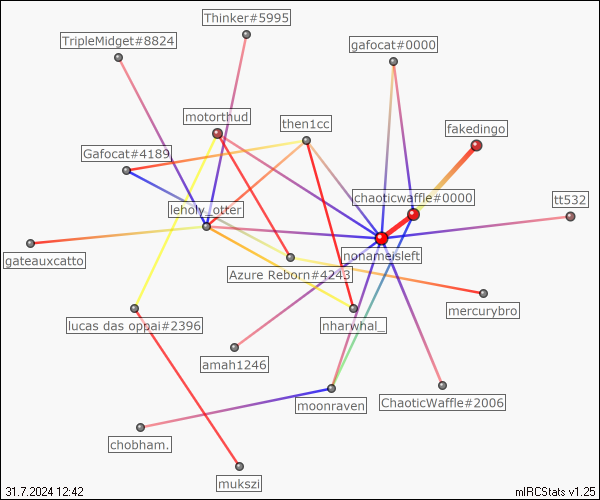 Thinker#5995
TripleMidget#8824
gafocat#0000
motorthud
then1cc
fakedingo
Gafocat#4189
chaoticwaffle#0000
tt532
leholy_otter
nonameisleft
gateauxcatto
Azure Reborn#4243
mercurybro
lucas das oppai#2396
nharwhal_
amah1246
moonraven
ChaoticWaffle#2006
chobham.
mukszi
31.7.2024 12:42
mIRCStats v1.25